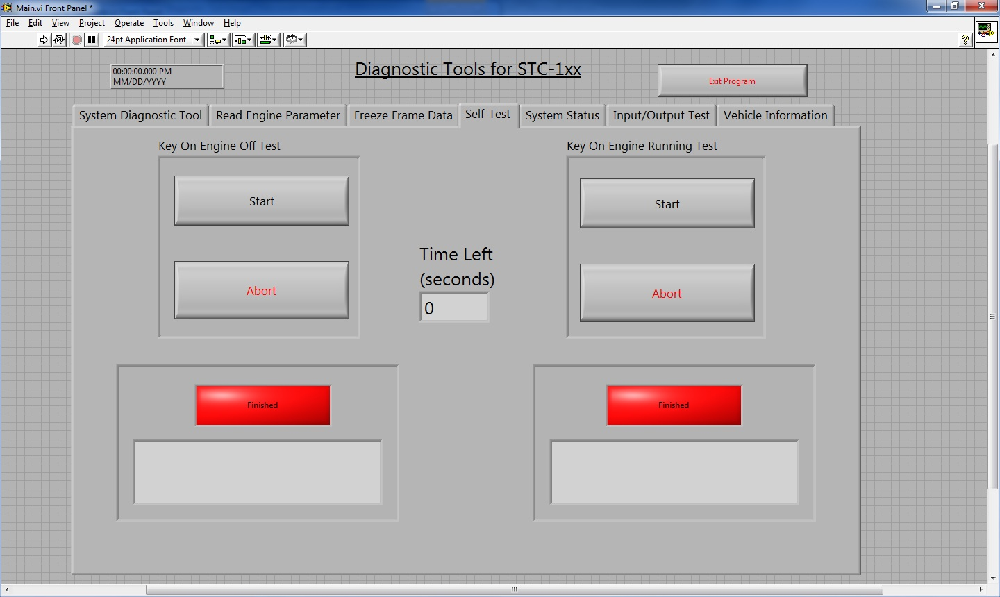 Main.vi Front Panel *
File Edit View Project Operate Tools Window Help
24pt Application Font
1
00:00:00.000 PM
MM/DD/YYYY
Diagnostic Tools for STC-1xx
Exit Program
System Diagnostic Tool Read Engine Parameter Freeze Frame Data Self-Test System Status Input/Output Test Vehicle Information
Key On Engine Off Test
Start
Abort
Time Left
(seconds)
0
Key On Engine Running Test
Start
Abort
Finished
Finished